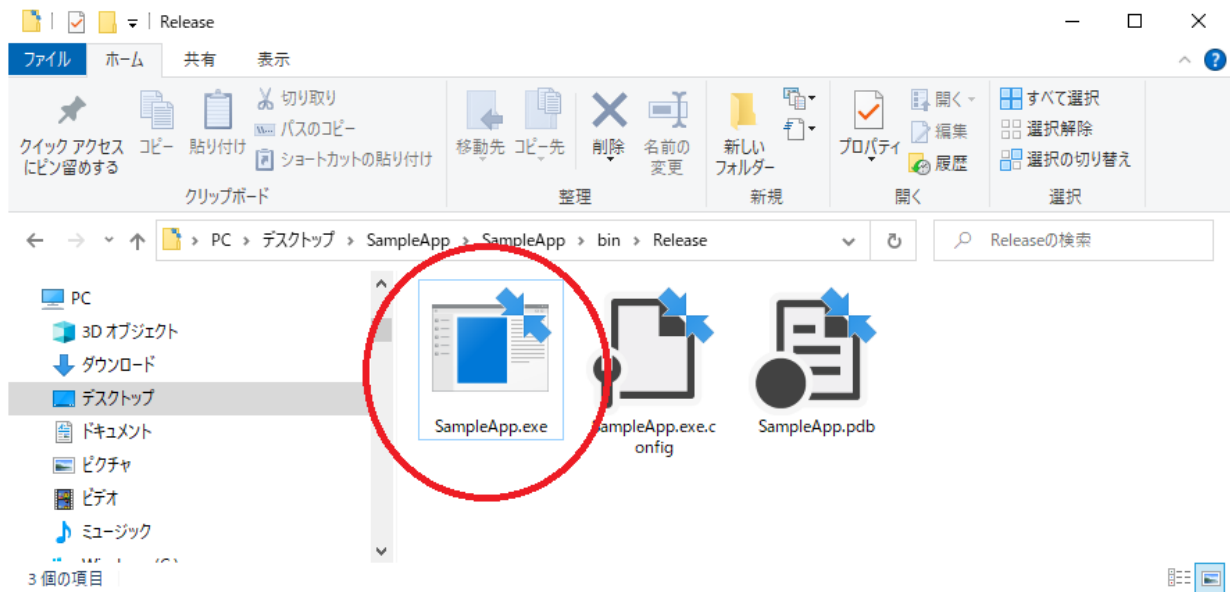 Release
ファイル ホーム 共有 表示
クイック アクセス
にピン留めする
コピー
貼り付け
切り取り
パスのコピー
ショートカットの貼り付け
クリップボード
移動先
コピー先
削除
名前の
変更
整理
新しい
フォルダー
新規
プロパティ
開く
編集
履歴
開く
すべて選択
選択解除
選択の切り替え
選択
PC › デスクトップ › SampleApp › SampleApp › bin › Release
Releaseの検索
PC
3D オブジェクト
ダウンロード
デスクトップ
ドキュメント
ピクチャ
ビデオ
ミュージック
SampleApp.exe
SampleApp.exe.c
onfig
SampleApp.pdb
3 個の項目